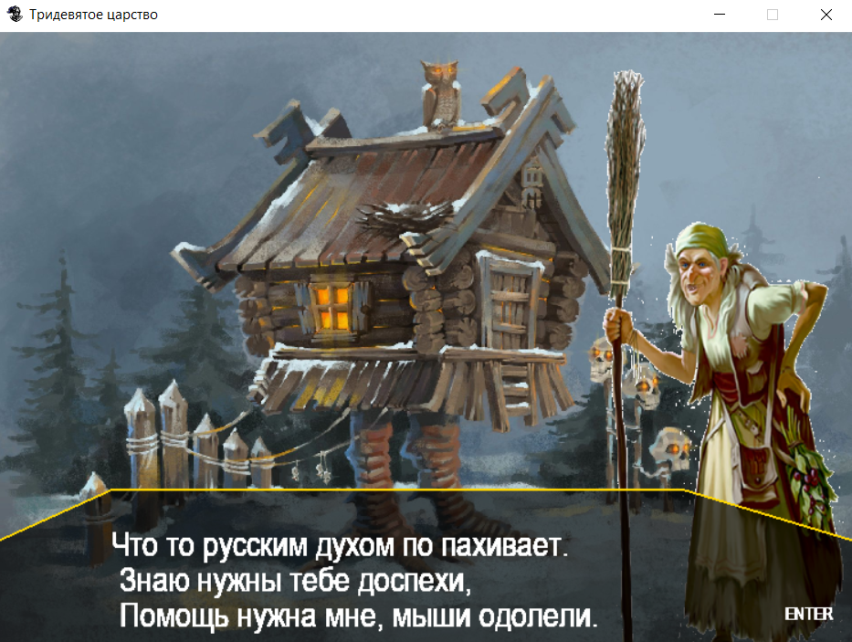 Тридевятое царство
Что то русским духом по пахивает.
Знаю нужны тебе доспехи,
Помощь нужна мне, мыши одолели.
ENTER